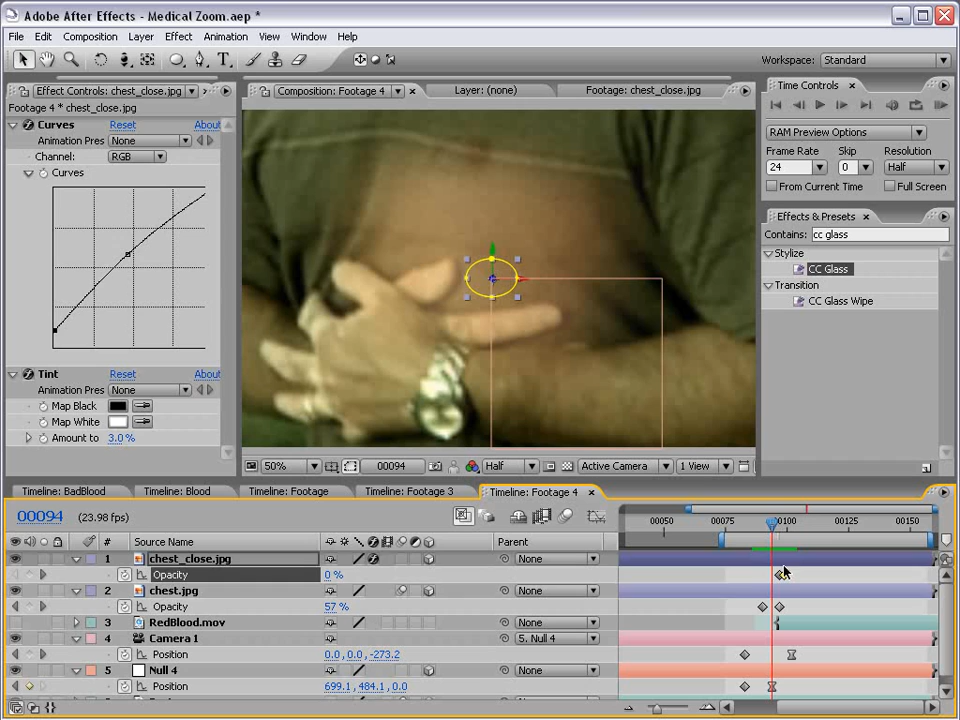 Adobe After Effects - Medical Zoom.aep *
File Edit Composition Layer Effect Animation View Window Help
Workspace: Standard
Effect Controls: chest_close.jpg
Composition: Footage 4
Layer: (none)
Footage: chest_close.jpg
Time Controls
Footage 4 * chest_close.jpg
Curves Reset About
Animation Pres None
Channel: RGB
Curves
RAM Preview Options
Frame Rate Skip Resolution
24 0 Half
From Current Time Full Screen
Effects & Presets
Contains: cc glass
Stylize
CC Glass
Transition
CC Glass Wipe
Tint Reset About
Animation Pres None
Map Black
Map White
Amount to 3.0 %
50% 00094 Half Active Camera 1 View
Timeline: BadBlood Timeline: Blood Timeline: Footage Timeline: Footage 3 Timeline: Footage 4
00094 (23.98 fps)
00050 00075 00100 00125 00150
# Source Name Parent
1 chest_close.jpg None
Opacity 0 %
2 chest.jpg None
Opacity 57 %
3 RedBlood.mov None
4 Camera 1 5. Null 4
Position 0.0, 0.0, -273.2
5 Null 4 None
Position 699.1, 484.1, 0.0